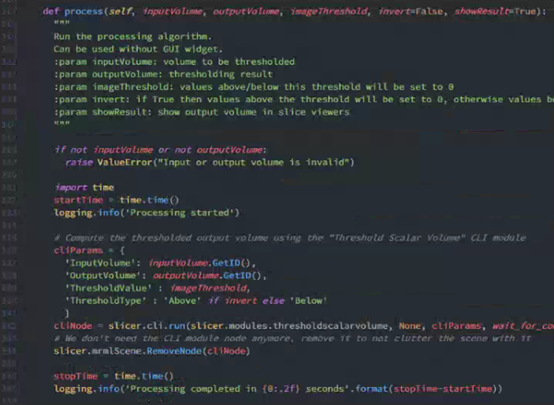 def process(self, inputVolume, outputVolume, imageThreshold, invert=False, showResult=True):
"""
Run the processing algorithm.
Can be used without GUI widget.
:param inputVolume: volume to be thresholded
:param outputVolume: thresholding result
:param imageThreshold: values above/below this threshold will be set to 0
:param invert: if True then values above the threshold will be set to 0, otherwise values be
:param showResult: show output volume in slice viewers
"""
if not inputVolume or not outputVolume:
raise ValueError("Input or output volume is invalid")
import time
startTime = time.time()
logging.info('Processing started')
# Compute the thresholded output volume using the "Threshold Scalar Volume" CLI module
cliParams = {
'InputVolume': inputVolume.GetID(),
'OutputVolume': outputVolume.GetID(),
'ThresholdValue' : imageThreshold,
'ThresholdType' : 'Above' if invert else 'Below'
}
cliNode = slicer.cli.run(slicer.modules.thresholdscalarvolume, None, cliParams, wait_for_co
# We don't need the CLI module node anymore, remove it to not clutter the scene with it
slicer.mrmlScene.RemoveNode(cliNode)
stopTime = time.time()
logging.info('Processing completed in {0:.2f} seconds'.format(stopTime-startTime))